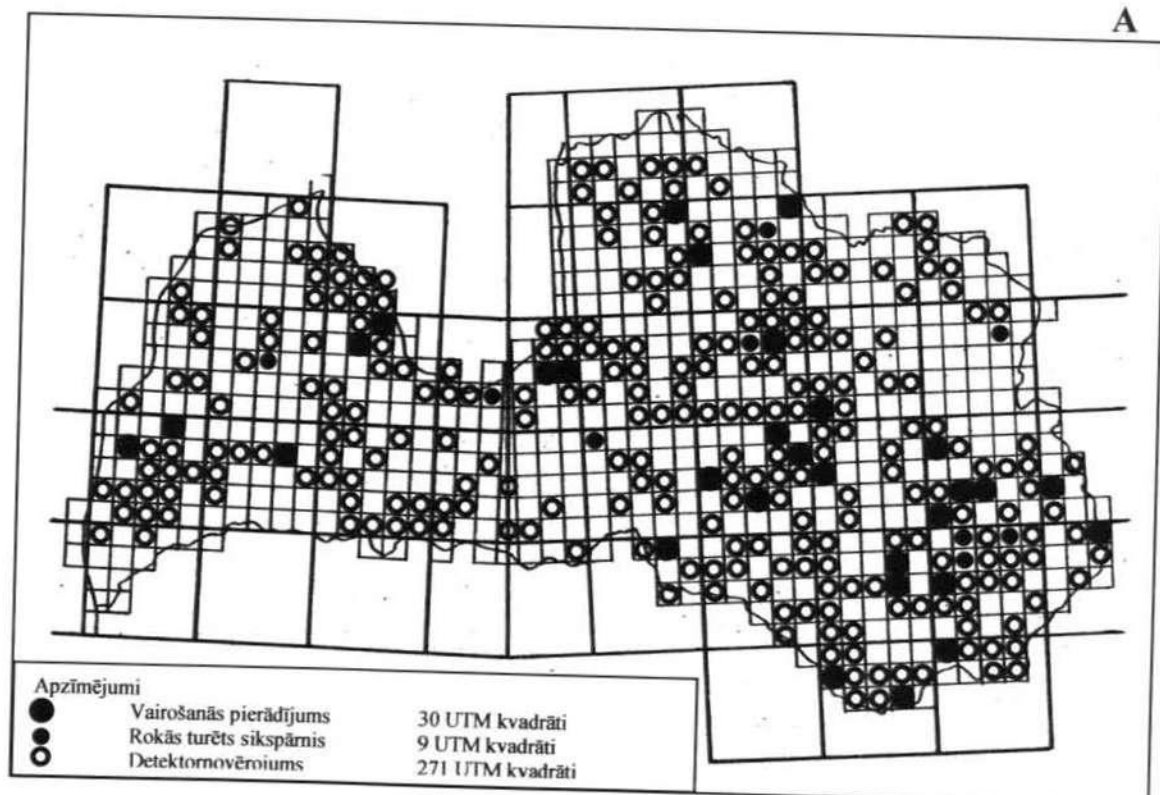 A
Apzīmējumi
Vairošanās pierādījums 30 UTM kvadrāti
Rokās turēts sikspārnis 9 UTM kvadrāti
Detektornovērojums 271 UTM kvadrāti